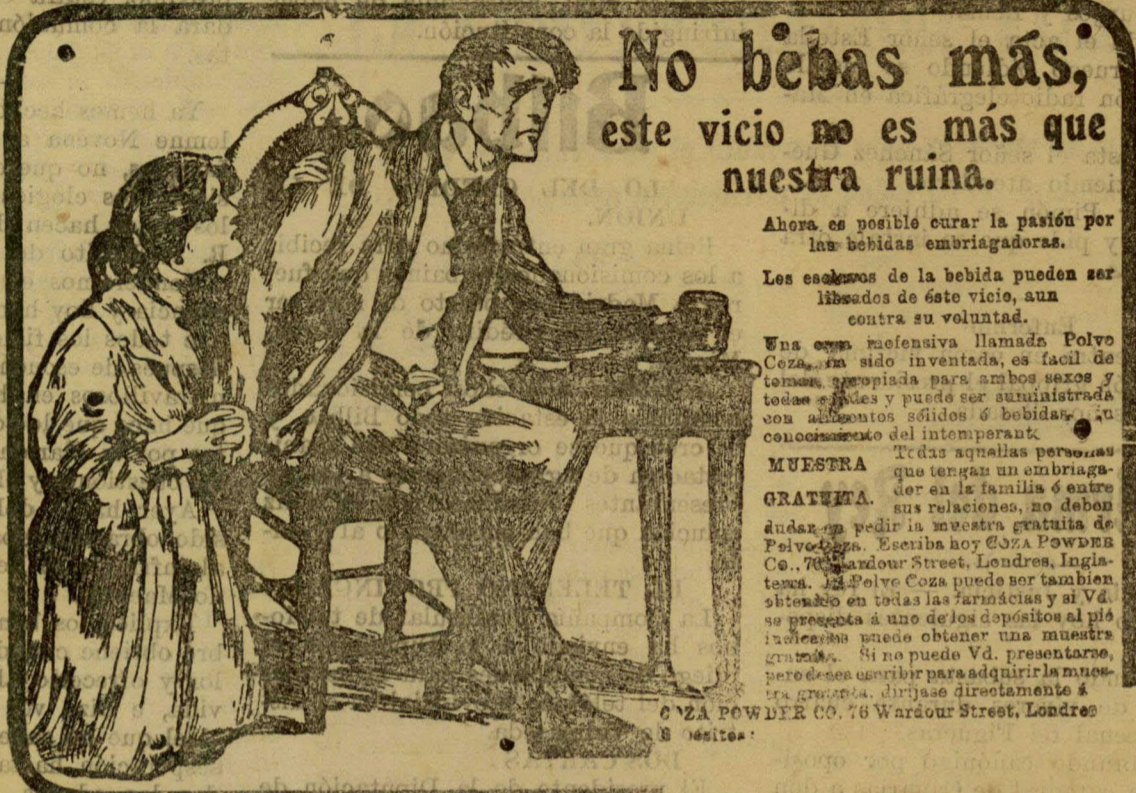 No bebas más,
este vicio no es más que
nuestra ruina.
Ahora es posible curar la pasión por
las bebidas embriagadoras.
Los esclavos de la bebida pueden ser
librados de éste vicio, aun
contra su voluntad.
Una inofensiva llamada Polvo
Coza, ha sido inventada, es facil de
tomar, apropiada para ambos sexos y
todas edades y puede ser suministrada
con alimentos sólidos ó bebidas,
conocimiento del intemperante
MUESTRA
GRATUITA.
Todas aquellas personas
que tengan un embriaga-
dor en la familia ó entre
sus relaciones, no deben
dudar en pedir la muestra gratuita de
Polvo Coza. Escriba hoy COZA POWDER
Co., 76 Wardour Street, Londres, Ingla-
terra. El Polvo Coza puede ser tambien
obtenido en todas las farmácias y si Vd.
se presenta á uno de los depósitos al pié
indicados puede obtener una muestra
gratuita. Si no puede Vd. presentarse,
pero desea escribir para adquirir la mues-
tra gratuita, dirijase directamente á
COZA POWDER CO. 76 Wardour Street, Londres
Depósitos: